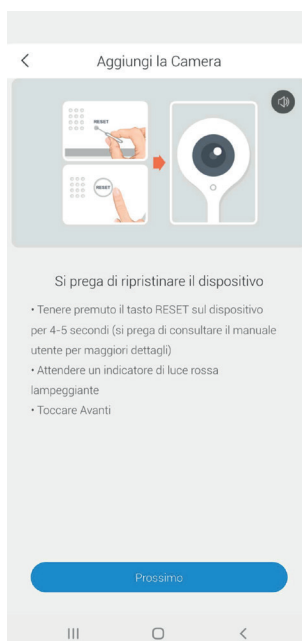 Aggiungi la Camera
RESET
RESET
Si prega di ripristinare il dispositivo
• Tenere premuto il tasto RESET sul dispositivo
per 4-5 secondi (si prega di consultare il manuale
utente per maggiori dettagli)
• Attendere un indicatore di luce rossa
lampeggiante
• Toccare Avanti
Prossimo